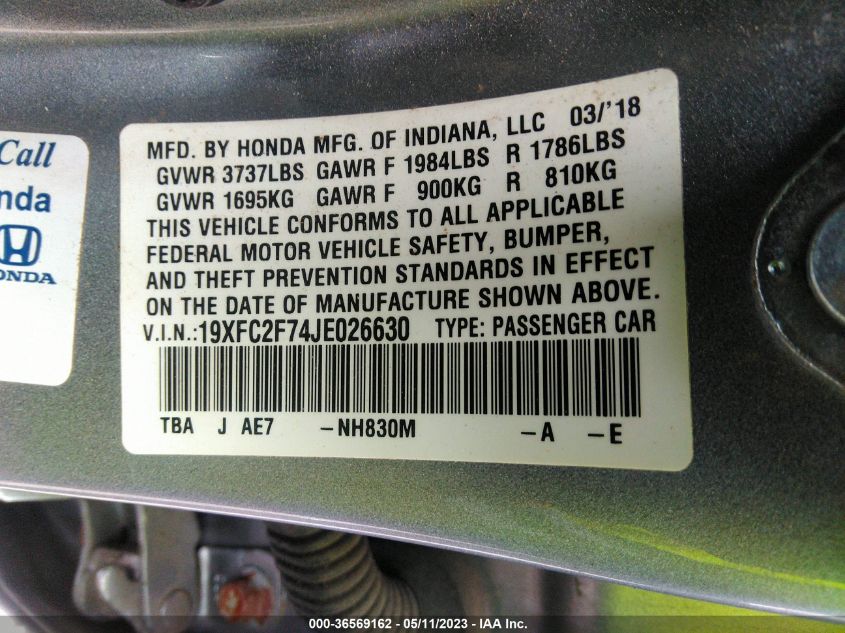 MFD. BY HONDA MFG. OF INDIANA, LLC 03/'18
GVWR 3737LBS GAWR F 1984LBS R 1786LBS
GVWR 1695KG GAWR F 900KG R 810KG
THIS VEHICLE CONFORMS TO ALL APPLICABLE
FEDERAL MOTOR VEHICLE SAFETY, BUMPER,
AND THEFT PREVENTION STANDARDS IN EFFECT
ON THE DATE OF MANUFACTURE SHOWN ABOVE.
V.I.N.:19XFC2F74JE026630 TYPE: PASSENGER CAR
TBA J AE7 -NH830M -A -E
Call
nda
ONDA
000-36569162 - 05/11/2023 - IAA Inc.